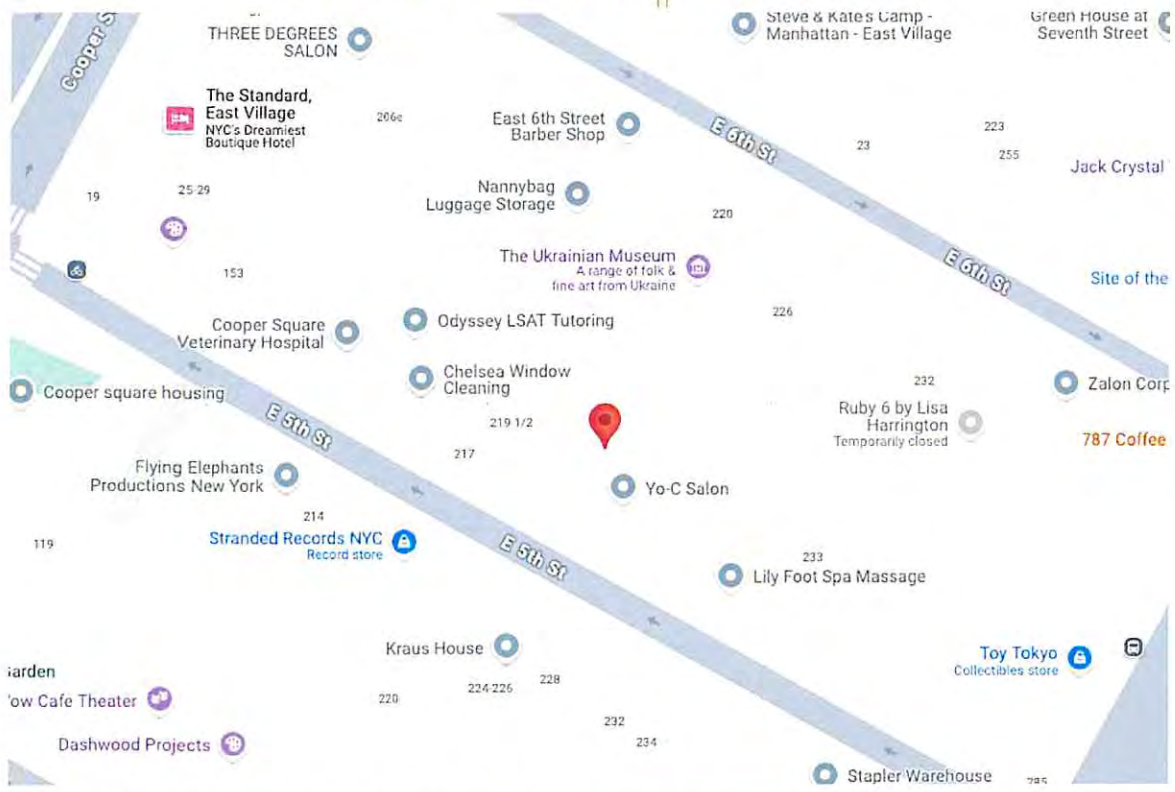 THREE DEGREES
SALON
Steve & Kate's Camp -
Manhattan - East Village
Green House at
Seventh Street
Cooper S
The Standard,
East Village
NYC's Dreamiest
Boutique Hotel
206c
East 6th Street
Barber Shop
E 6th St
23
223
255
Jack Crystal
19
25-29
Nannybag
Luggage Storage
220
The Ukrainian Museum
A range of folk &
fine art from Ukraine
E 6th St
Site of the
153
226
Cooper Square
Veterinary Hospital
Odyssey LSAT Tutoring
Chelsea Window
Cleaning
Cooper square housing
E 5th St
219 1/2
217
232
Ruby 6 by Lisa
Harrington
Temporarily closed
Zalon Corp
787 Coffee
Flying Elephants
Productions New York
Yo-C Salon
214
119
Stranded Records NYC
Record store
E 5th St
233
Lily Foot Spa Massage
Kraus House
Toy Tokyo
Collectibles store
arden
ow Cafe Theater
220
224-226
228
232
234
Dashwood Projects
Stapler Warehouse